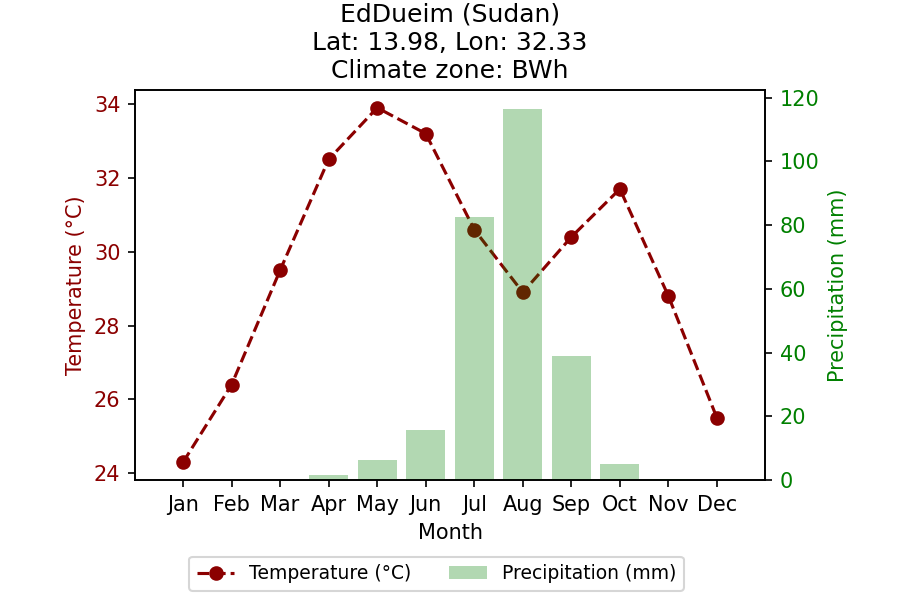 EdDueim (Sudan)
Lat: 13.98, Lon: 32.33
Climate zone: BWh
34
32
30
28
26
24
Temperature (°C)
120
100
80
60
40
20
0
Precipitation (mm)
Jan Feb Mar Apr May Jun Jul Aug Sep Oct Nov Dec
Month
Temperature (°C) Precipitation (mm)